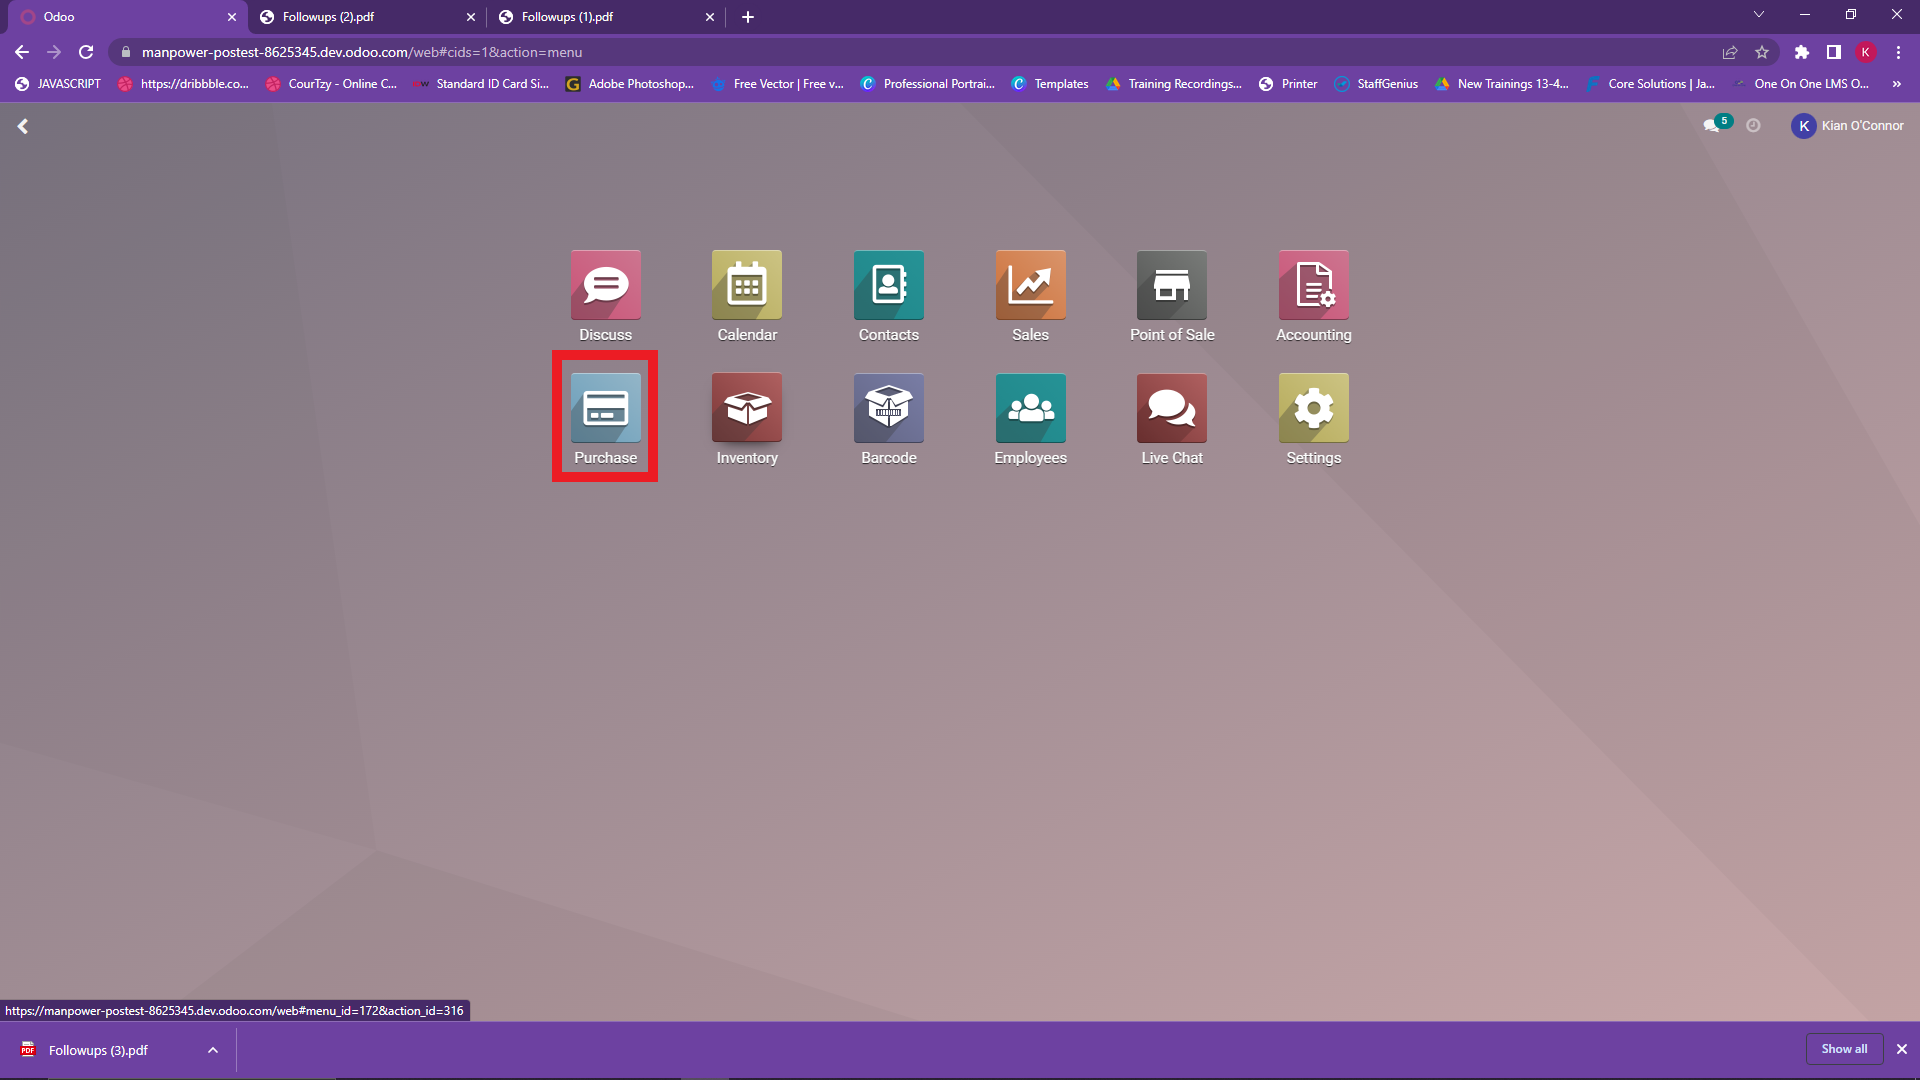 Odoo
Followups (2).pdf
Followups (1).pdf
manpower-postest-8625345.dev.odoo.com/web#cids=1&action=menu
K
JAVASCRIPT
https://dribbble.co...
CourTzy - Online C...
Standard ID Card Si...
Adobe Photoshop...
Free Vector | Free v...
Professional Portrai...
Templates
Training Recordings...
Printer
StaffGenius
New Trainings 13-4...
Core Solutions | Ja...
One On One LMS O...
»
5
K
Kian O'Connor
Discuss
Calendar
Contacts
Sales
Point of Sale
Accounting
Purchase
Inventory
Barcode
Employees
Live Chat
Settings
https://manpower-postest-8625345.dev.odoo.com/web#menu_id=172&action_id=316
PDF
Followups (3).pdf
Show all